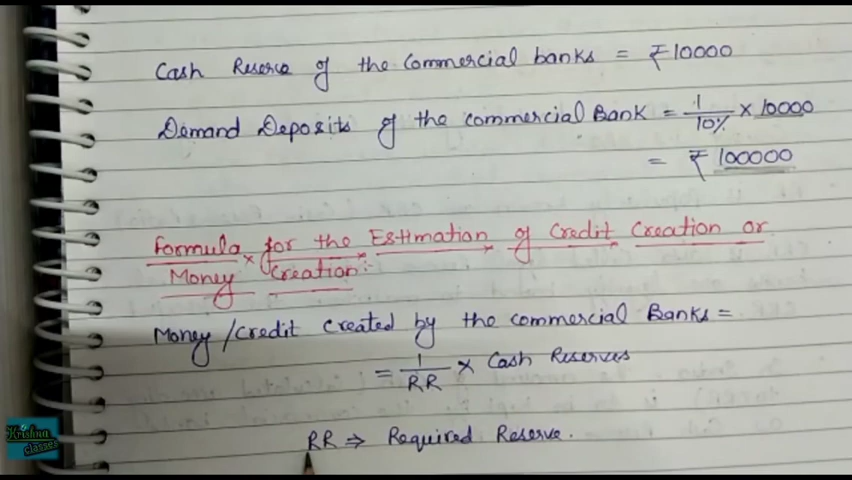 Cash Reserve of the commercial banks = ₹10000
Demand Deposits of the commercial Bank = 1/10% × 10000
= ₹ 100000
Formula for the Estimation of Credit Creation or
Money Creation:-
Money/credit created by the commercial Banks =
= 1/RR × Cash Reserves
RR ⇒ Required Reserve.
Krishna
classes